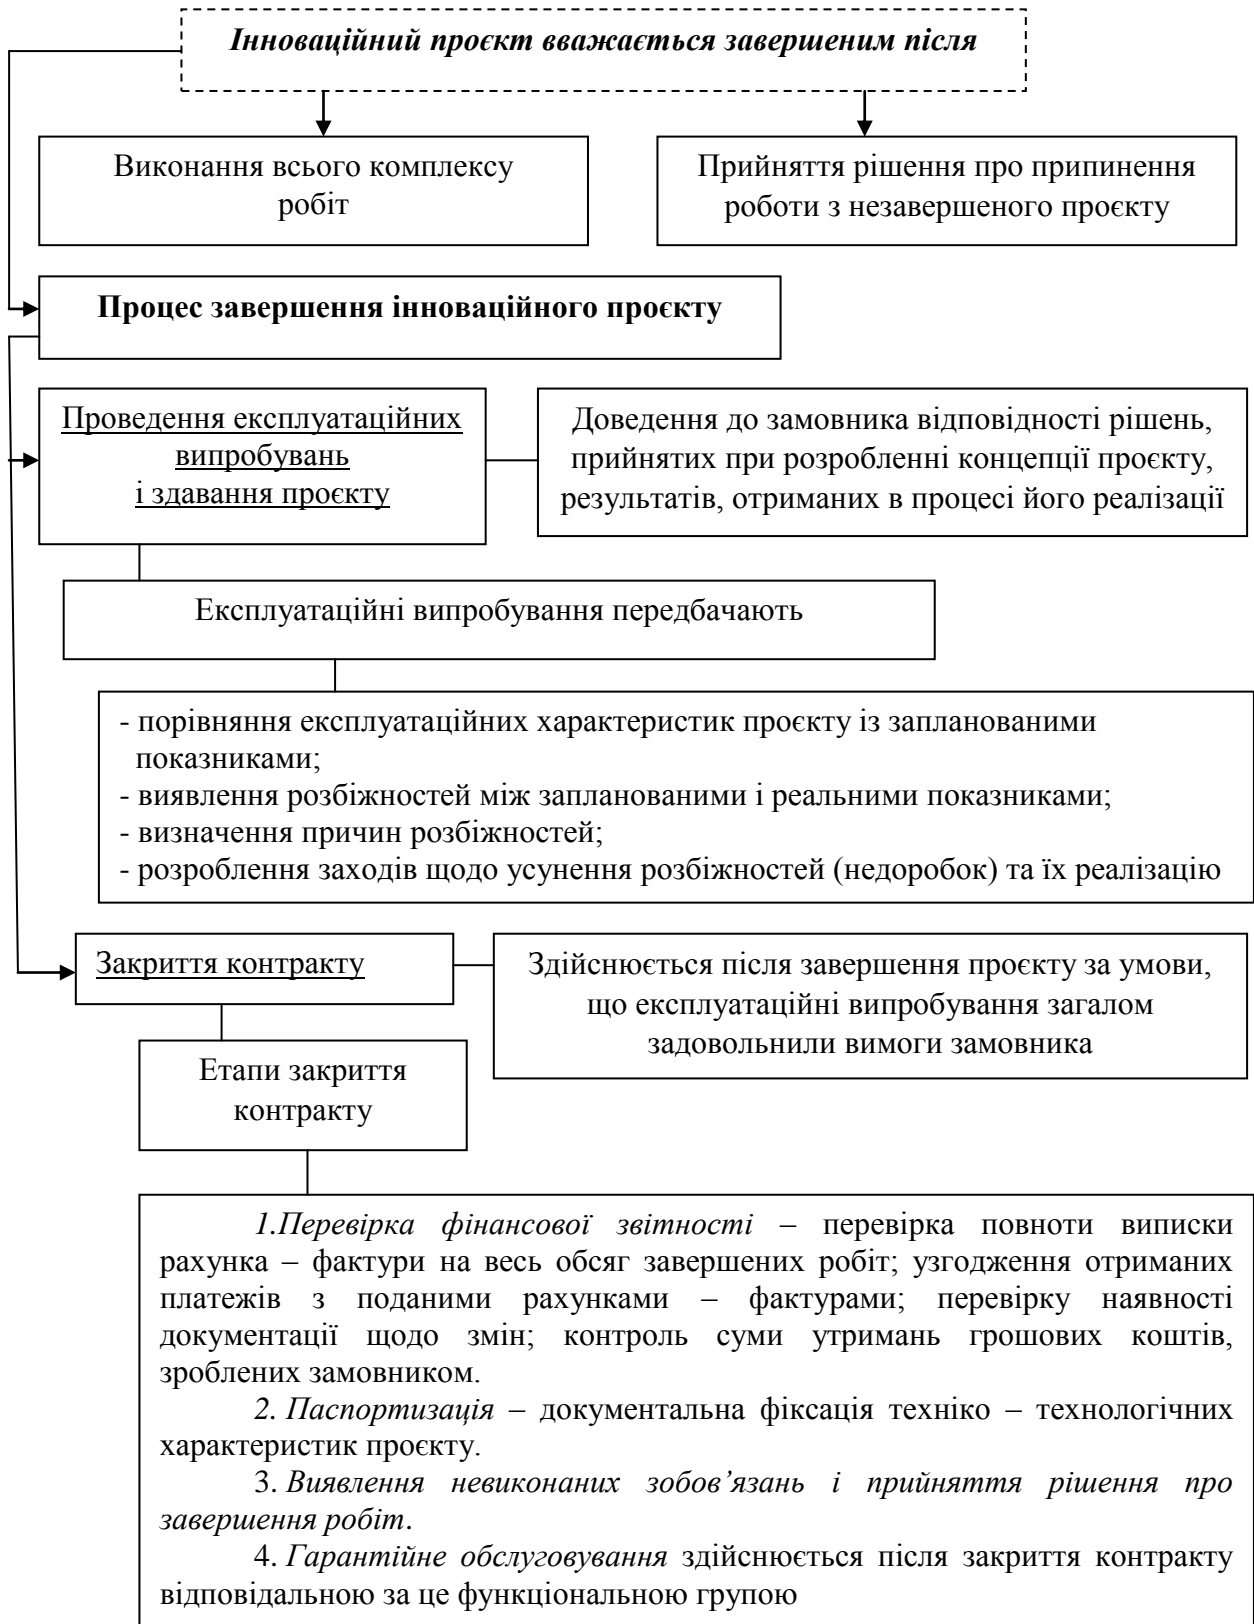 Інноваційний проєкт вважається завершеним після
Виконання всього комплексу
робіт
Прийняття рішення про припинення
роботи з незавершеного проєкту
Процес завершення інноваційного проєкту
Проведення експлуатаційних
випробувань
і здавання проєкту
Доведення до замовника відповідності рішень,
прийнятих при розробленні концепції проєкту,
результатів, отриманих в процесі його реалізації
Експлуатаційні випробування передбачають
- порівняння експлуатаційних характеристик проєкту із запланованими
показниками;
- виявлення розбіжностей між запланованими і реальними показниками;
- визначення причин розбіжностей;
- розроблення заходів щодо усунення розбіжностей (недоробок) та їх реалізацію
Закриття контракту
Здійснюється після завершення проєкту за умови,
що експлуатаційні випробування загалом
задовольнили вимоги замовника
Етапи закриття
контракту
1.Перевірка фінансової звітності – перевірка повноти виписки
рахунка – фактури на весь обсяг завершених робіт; узгодження отриманих
платежів з поданими рахунками – фактурами; перевірку наявності
документації щодо змін; контроль суми утримань грошових коштів,
зроблених замовником.
2. Паспортизація – документальна фіксація техніко – технологічних
характеристик проєкту.
3. Виявлення невиконаних зобов’язань і прийняття рішення про
завершення робіт.
4. Гарантійне обслуговування здійснюється після закриття контракту
відповідальною за це функціональною групою